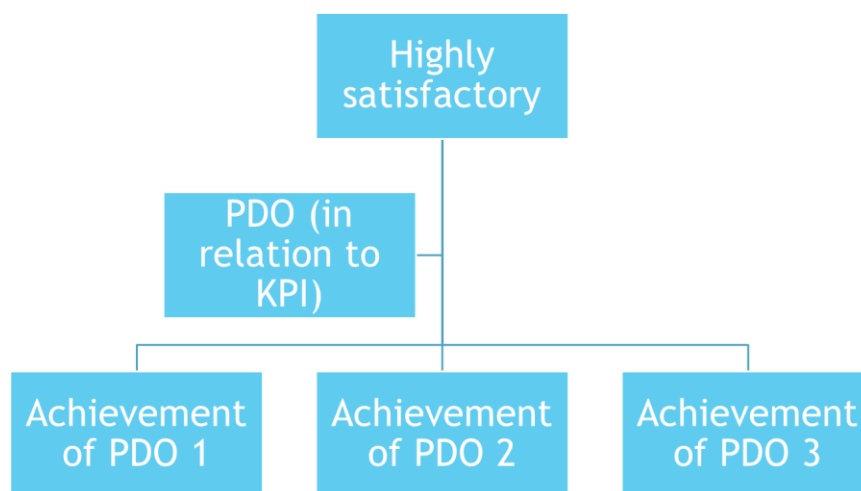 Highly
satisfactory
PDO (in
relation to
KPI)
Achievement
of PDO 1
Achievement
of PDO 2
Achievement
of PDO 3